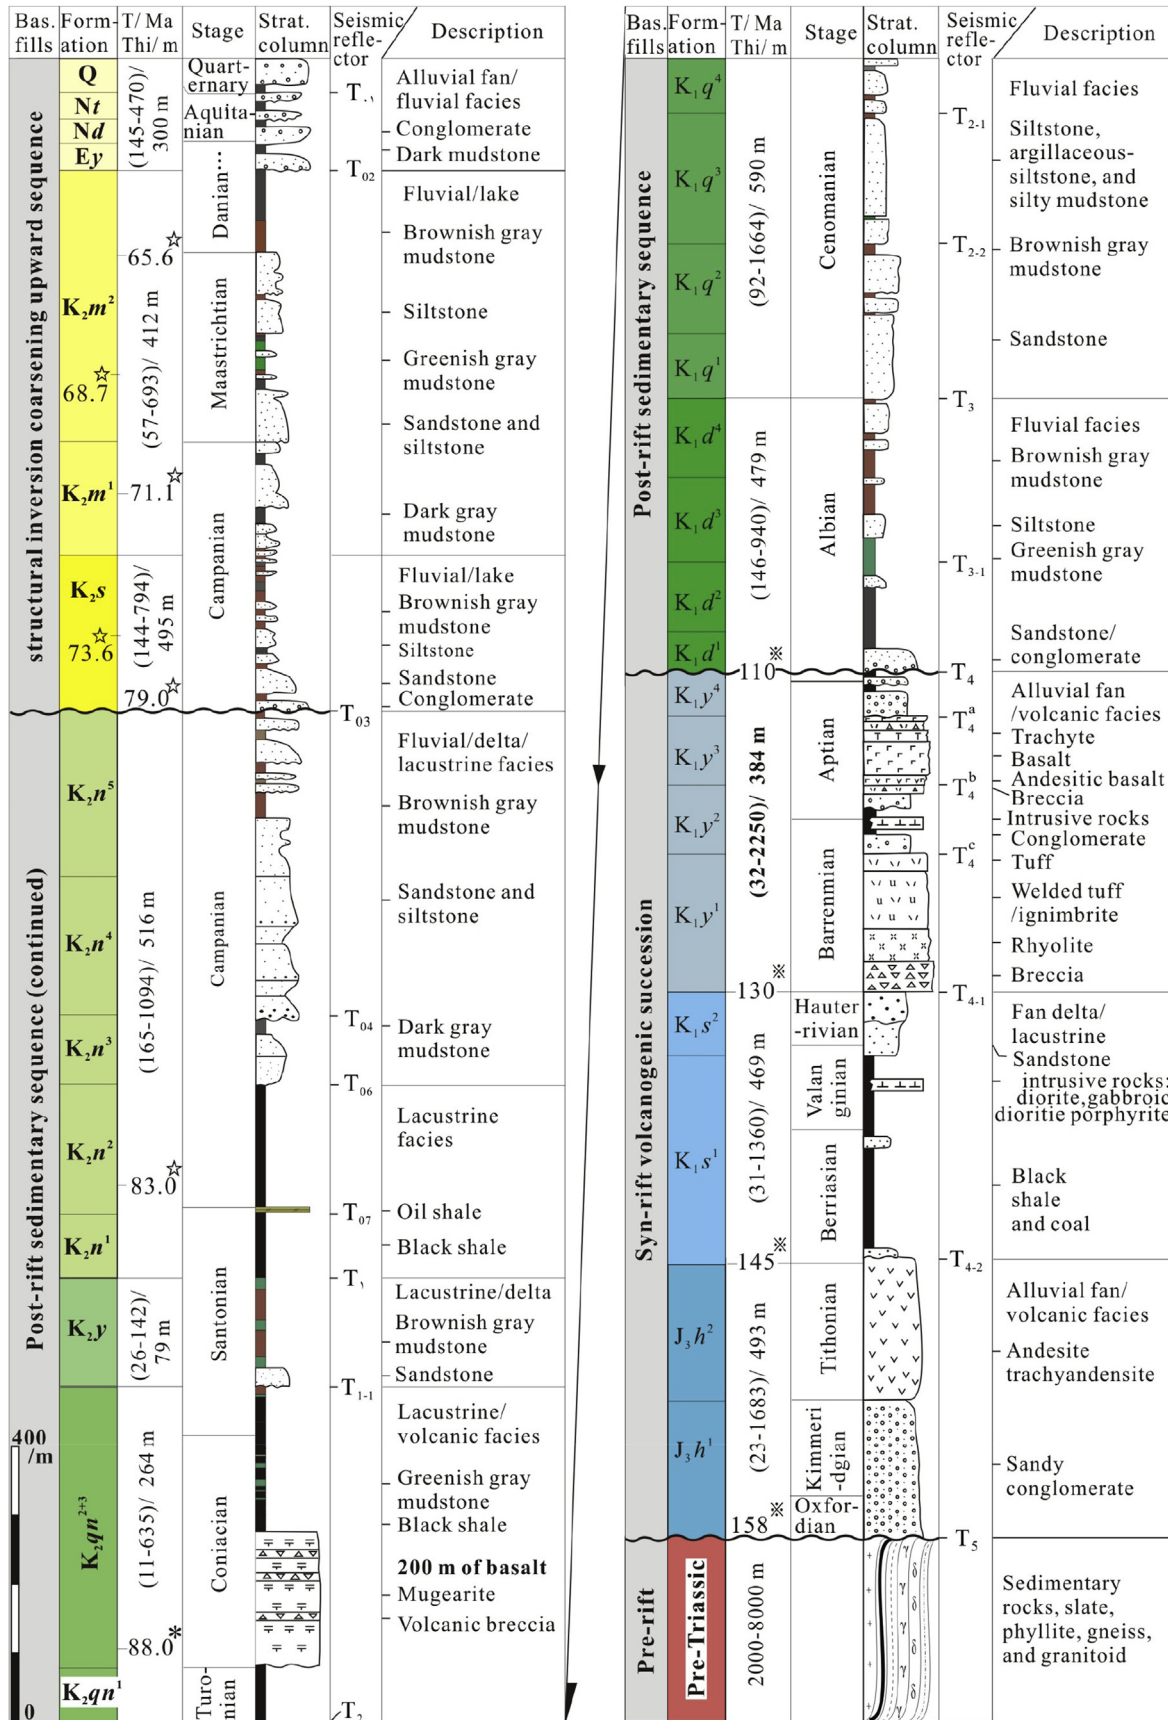 Bas. fills
Form-ation
T/ Ma Thi/ m
Stage
Strat. column
Seismic refle-ctor
Description
structural inversion coarsening upward sequence
Post-rift sedimentary sequence (continued)
Q
Nt
Nd
Ey
K₂m²
68.7☆
K₂m¹
K₂s
73.6☆
K₂n⁵
K₂n⁴
K₂n³
K₂n²
K₂n¹
K₂y
K₂qn²⁺³
K₂qn¹
400
/m
0
(145-470)/ 300 m
65.6☆
(57-693)/ 412 m
71.1☆
(144-794)/ 495 m
79.0☆
(165-1094)/ 516 m
83.0☆
(26-142)/ 79 m
(11-635)/ 264 m
88.0*
Quart-ernary
Aquita-nian
Danian···
Maastrichtian
Campanian
Campanian
Santonian
Coniacian
Turo-nian
T₀₂
T₀₃
T₀₄
T₀₆
T₀₇
T₁₋₁
T₂
Alluvial fan/
fluvial facies
Conglomerate
Dark mudstone
Fluvial/lake
Brownish gray
mudstone
Siltstone
Greenish gray
mudstone
Sandstone and
siltstone
Dark gray
mudstone
Fluvial/lake
Brownish gray
mudstone
Siltstone
Sandstone
Conglomerate
Fluvial/delta/
lacustrine facies
Brownish gray
mudstone
Sandstone and
siltstone
Dark gray
mudstone
Lacustrine
facies
Oil shale
Black shale
Lacustrine/delta
Brownish gray
mudstone
Sandstone
Lacustrine/
volcanic facies
Greenish gray
mudstone
Black shale
200 m of basalt
Mugearite
Volcanic breccia
Bas. fills
Form-ation
T/ Ma Thi/ m
Stage
Strat. column
Seismic refle-ctor
Description
Post-rift sedimentary sequence
Syn-rift volcanogenic succession
Pre-rift
K₁q⁴
K₁q³
K₁q²
K₁q¹
K₁d⁴
K₁d³
K₁d²
K₁d¹
K₁y⁴
K₁y³
K₁y²
K₁y¹
K₁s²
K₁s¹
J₃h²
J₃h¹
Pre-Triassic
(92-1664)/ 590 m
(146-940)/ 479 m
110※
(32-2250)/ 384 m
130※
(31-1360)/ 469 m
145※
(23-1683)/ 493 m
158※
2000-8000 m
Cenomanian
Albian
Aptian
Barrenmian
Hauter-rivian
Valanginian
Berriasian
Tithonian
Kimmeri-dgian
Oxfor-dian
T₂₋₁
T₂₋₂
T₃
T₃₋₁
T₄
T₄ᵃ
T₄ᵇ
T₄ᶜ
T₄₋₁
T₄₋₂
T₅
Fluvial facies
Siltstone,
argillaceous-
siltstone, and
silty mudstone
Brownish gray
mudstone
Sandstone
Fluvial facies
Brownish gray
mudstone
Siltstone
Greenish gray
mudstone
Sandstone/
conglomerate
Alluvial fan
/volcanic facies
Trachyte
Basalt
Andesitic basalt
Breccia
Intrusive rocks
Conglomerate
Tuff
Welded tuff
/ignimbrite
Rhyolite
Breccia
Fan delta/
lacustrine
Sandstone
intrusive rocks:
diorite,gabbroic
dioritie porphyrite
Black
shale
and coal
Alluvial fan/
volcanic facies
Andesite
trachyandensite
Sandy
conglomerate
Sedimentary
rocks, slate,
phyllite, gneiss,
and granitoid